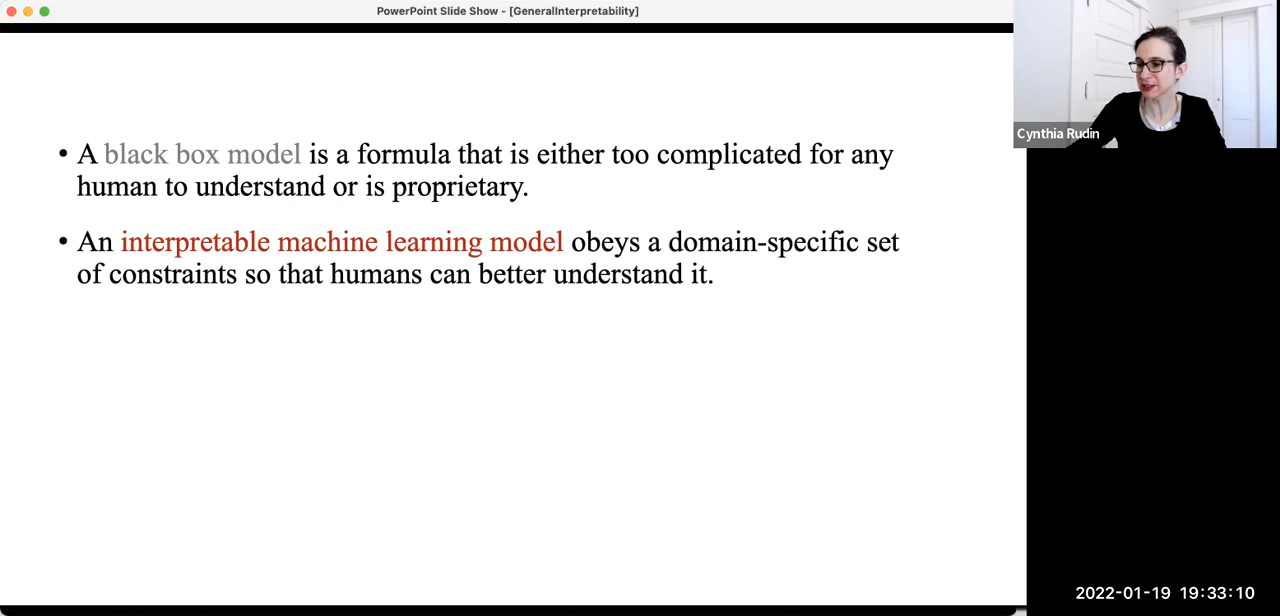 PowerPoint Slide Show - [GeneralInterpretability]
Cynthia Rudin
• A black box model is a formula that is either too complicated for any
human to understand or is proprietary.
• An interpretable machine learning model obeys a domain-specific set
of constraints so that humans can better understand it.
2022-01-19 19:33:10